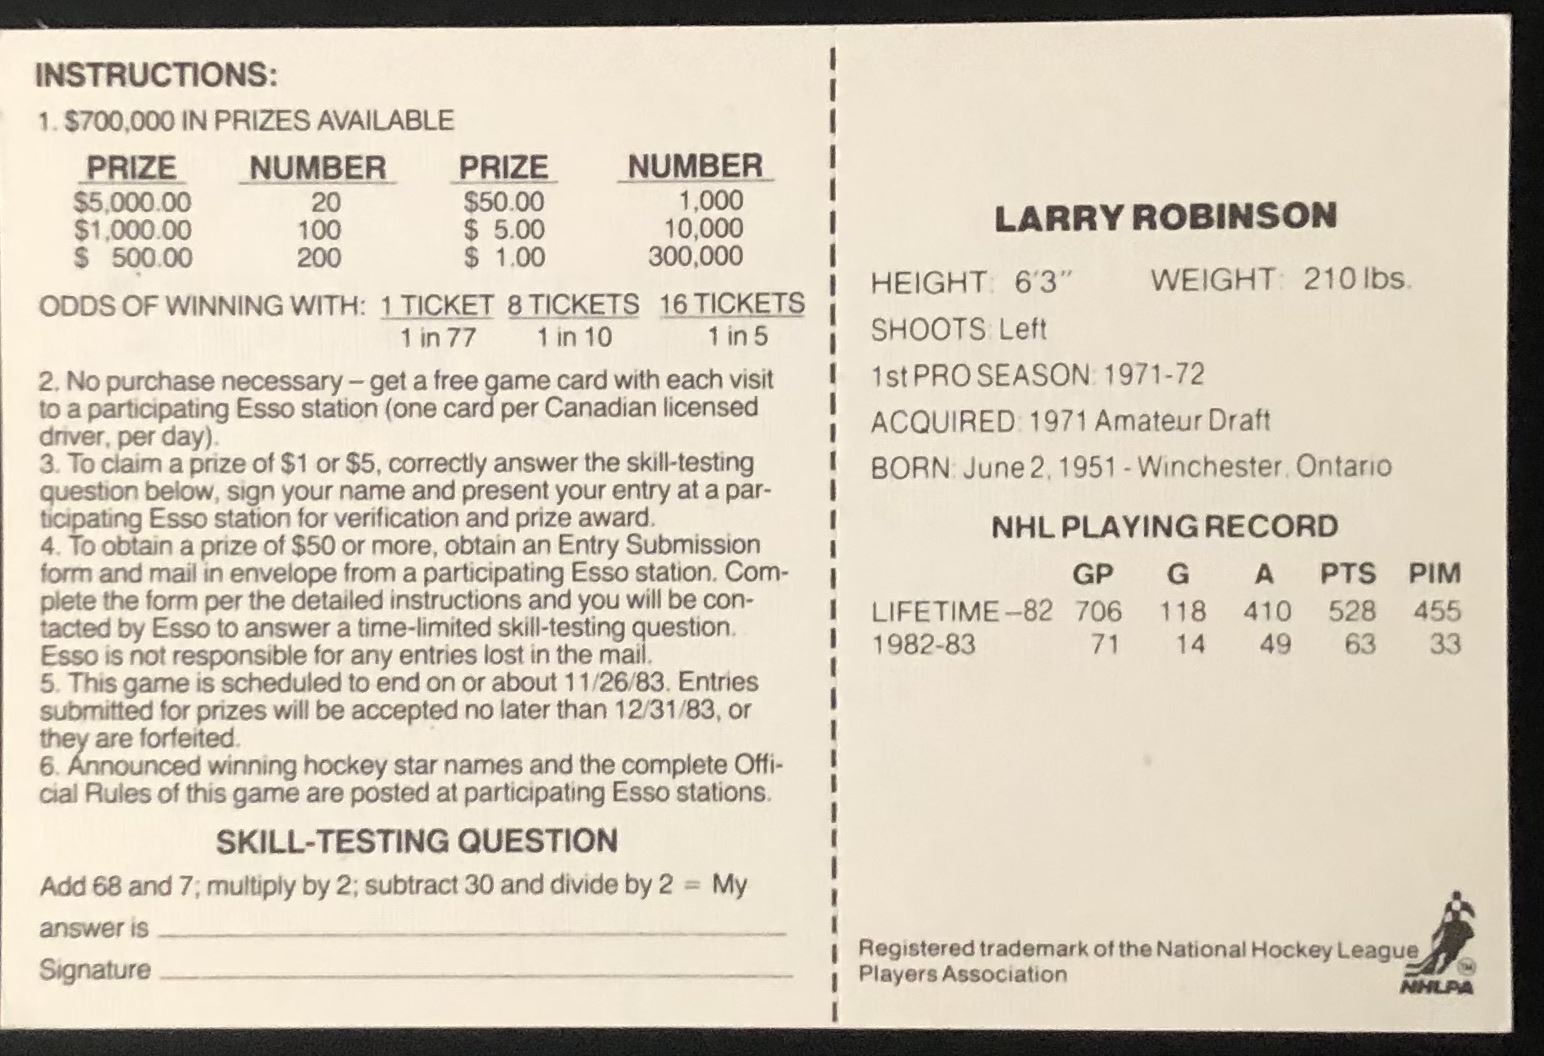 INSTRUCTIONS:
1. $700,000 IN PRIZES AVAILABLE
PRIZE NUMBER PRIZE NUMBER
$5,000.00 20 $50.00 1,000
$1,000.00 100 $ 5.00 10,000
$ 500.00 200 $ 1.00 300,000
ODDS OF WINNING WITH: 1 TICKET 8 TICKETS 16 TICKETS
1 in 77 1 in 10 1 in 5
2. No purchase necessary – get a free game card with each visit
to a participating Esso station (one card per Canadian licensed
driver, per day).
3. To claim a prize of $1 or $5, correctly answer the skill-testing
question below, sign your name and present your entry at a par-
ticipating Esso station for verification and prize award.
4. To obtain a prize of $50 or more, obtain an Entry Submission
form and mail in envelope from a participating Esso station. Com-
plete the form per the detailed instructions and you will be con-
tacted by Esso to answer a time-limited skill-testing question.
Esso is not responsible for any entries lost in the mail.
5. This game is scheduled to end on or about 11/26/83. Entries
submitted for prizes will be accepted no later than 12/31/83, or
they are forfeited.
6. Announced winning hockey star names and the complete Offi-
cial Rules of this game are posted at participating Esso stations.
SKILL-TESTING QUESTION
Add 68 and 7; multiply by 2; subtract 30 and divide by 2 = My
answer is
Signature
LARRY ROBINSON
HEIGHT: 6'3" WEIGHT: 210 lbs.
SHOOTS: Left
1st PRO SEASON: 1971-72
ACQUIRED: 1971 Amateur Draft
BORN: June 2, 1951 - Winchester, Ontario
NHL PLAYING RECORD
GP G A PTS PIM
LIFETIME –82 706 118 410 528 455
1982-83 71 14 49 63 33
Registered trademark of the National Hockey League
Players Association
TM
NHLPA